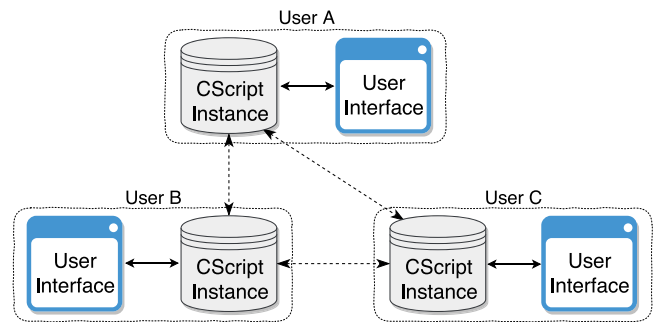 User A
CScript
Instance
User
Interface
User B
User
Interface
CScript
Instance
User C
CScript
Instance
User
Interface